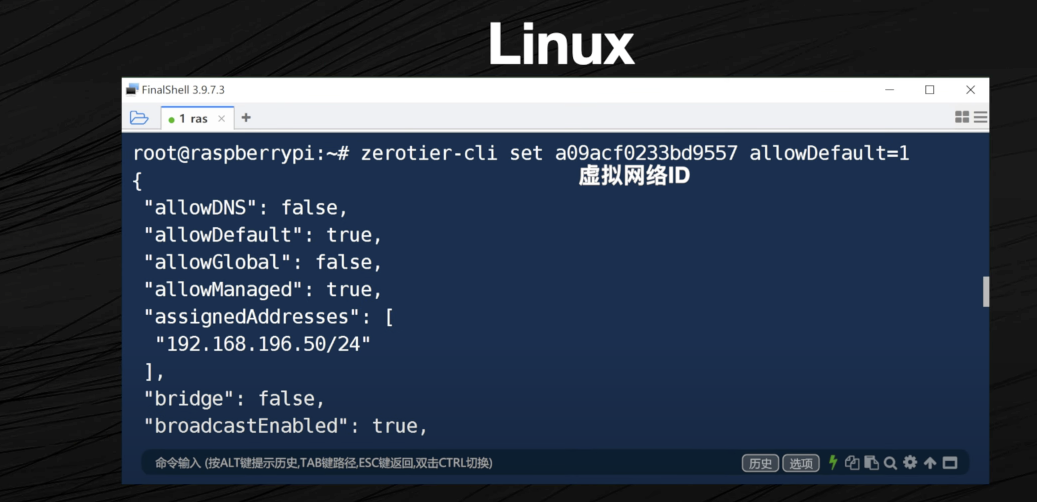 Linux
FinalShell 3.9.7.3
1 ras
root@raspberrypi:~# zerotier-cli set a09acf0233bd9557 allowDefault=1
虚拟网络ID
{
"allowDNS": false,
"allowDefault": true,
"allowGlobal": false,
"allowManaged": true,
"assignedAddresses": [
"192.168.196.50/24"
],
"bridge": false,
"broadcastEnabled": true,
命令输入 (按ALT键提示历史,TAB键路径,ESC键返回,双击CTRL切换)
历史 选项